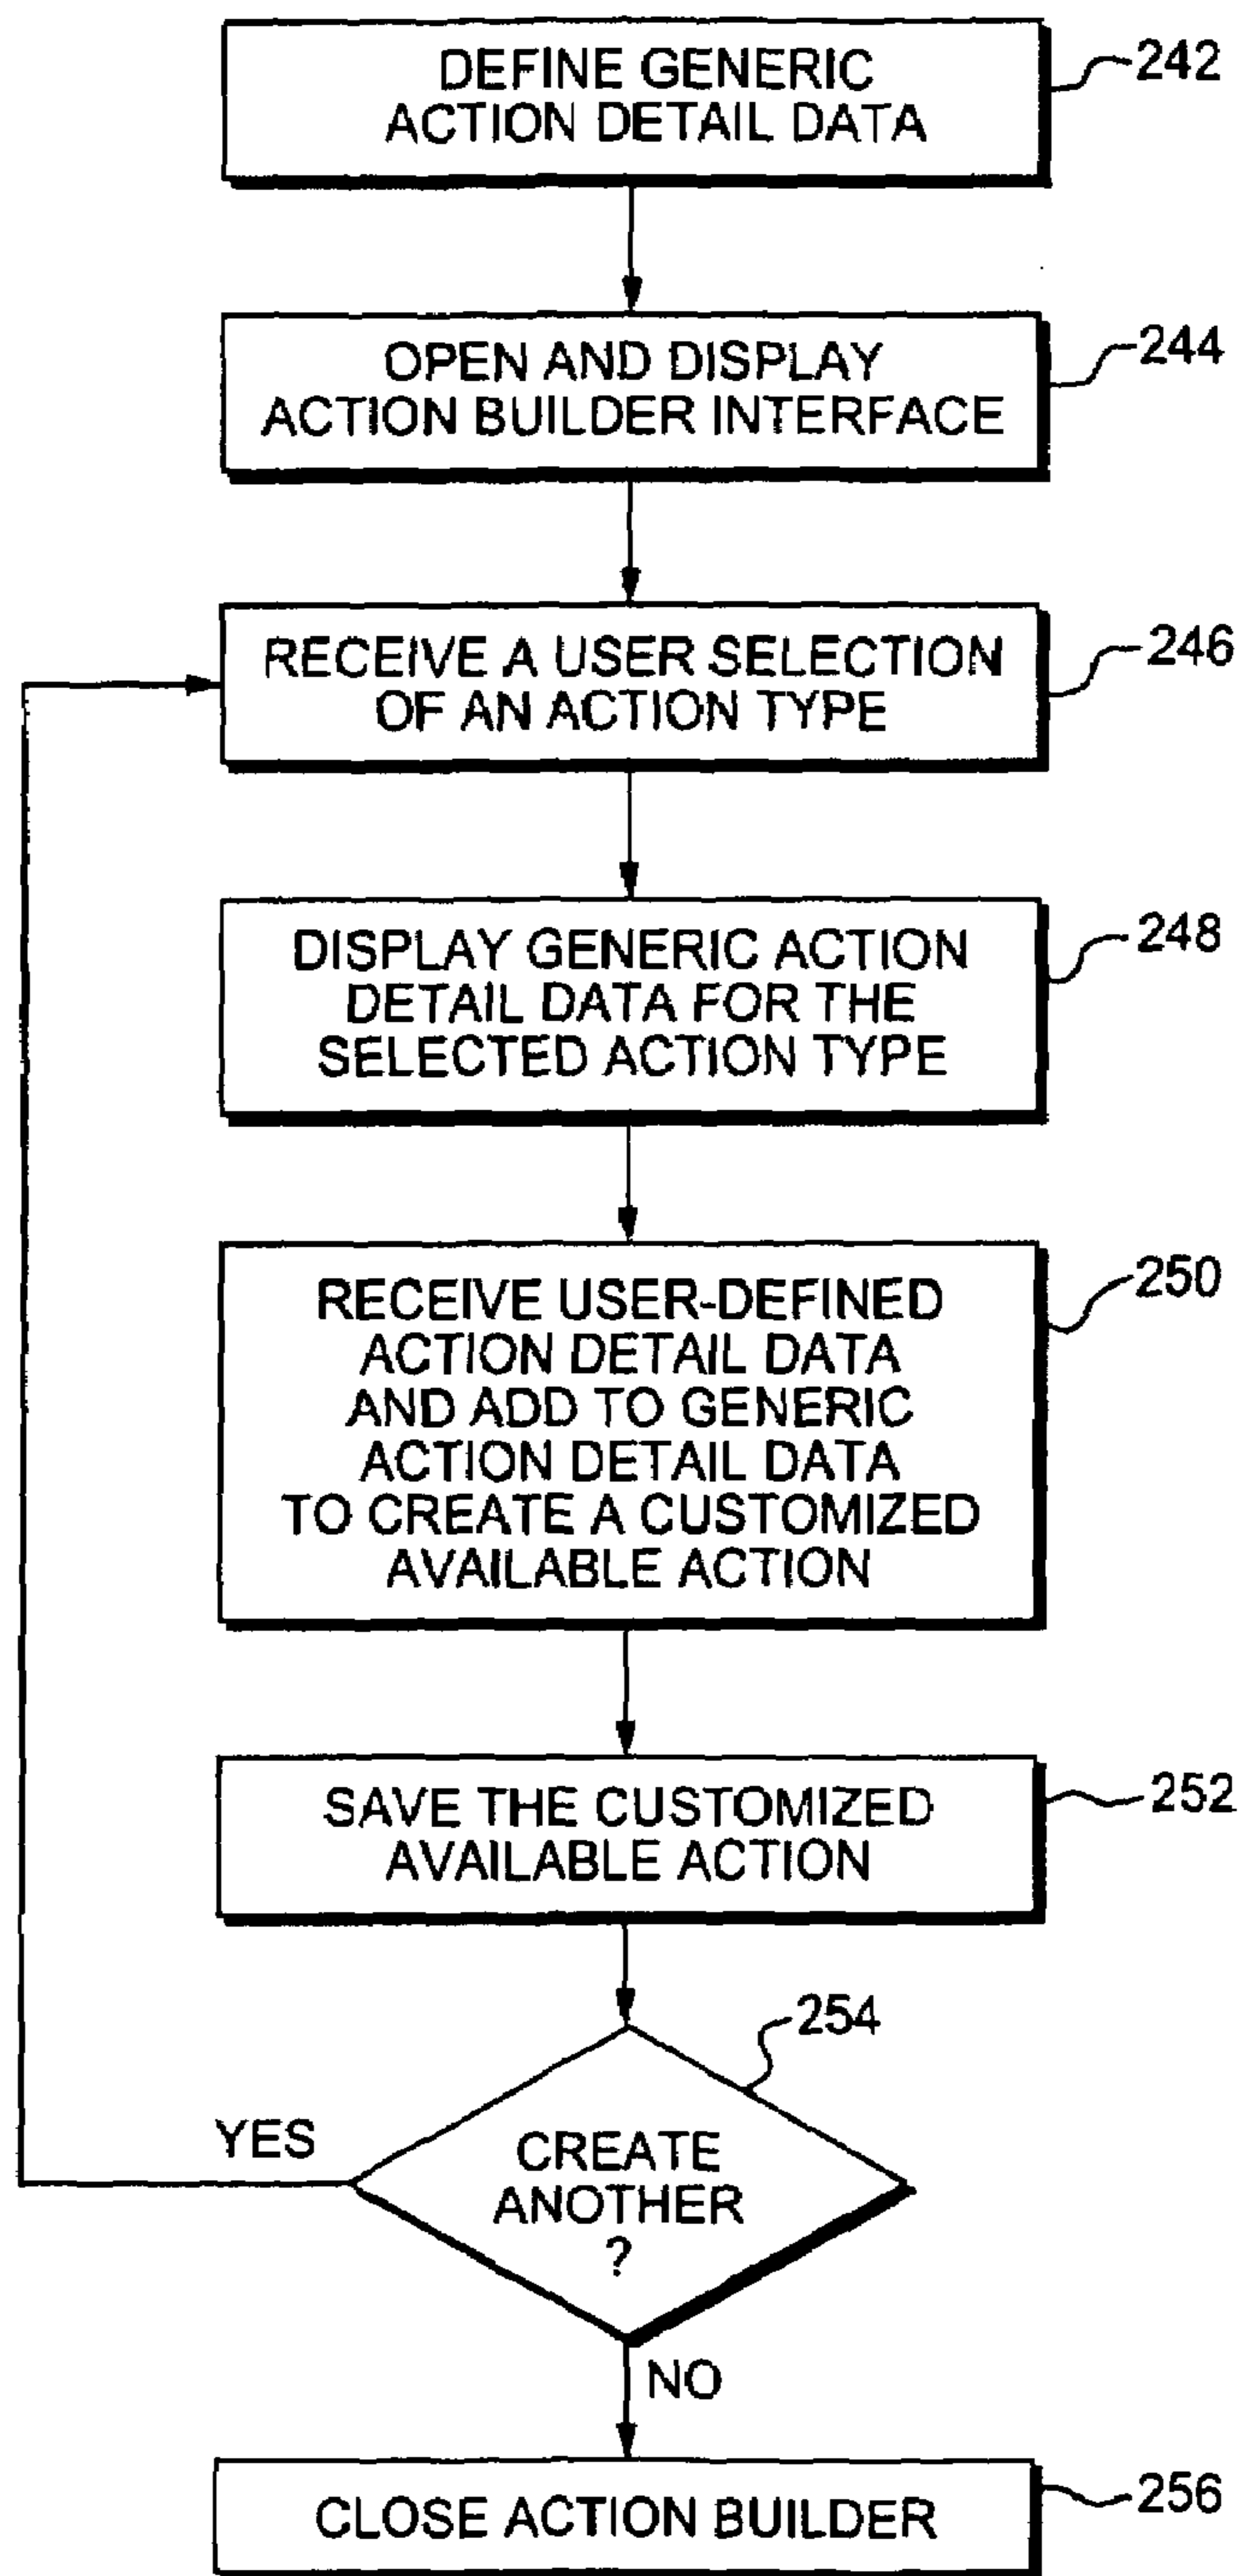 DEFINE GENERIC
ACTION DETAIL DATA
242
OPEN AND DISPLAY
ACTION BUILDER INTERFACE
244
RECEIVE A USER SELECTION
OF AN ACTION TYPE
246
DISPLAY GENERIC ACTION
DETAIL DATA FOR THE
SELECTED ACTION TYPE
248
RECEIVE USER-DEFINED
ACTION DETAIL DATA
AND ADD TO GENERIC
ACTION DETAIL DATA
TO CREATE A CUSTOMIZED
AVAILABLE ACTION
250
SAVE THE CUSTOMIZED
AVAILABLE ACTION
252
254
YES
CREATE
ANOTHER
?
NO
CLOSE ACTION BUILDER
256